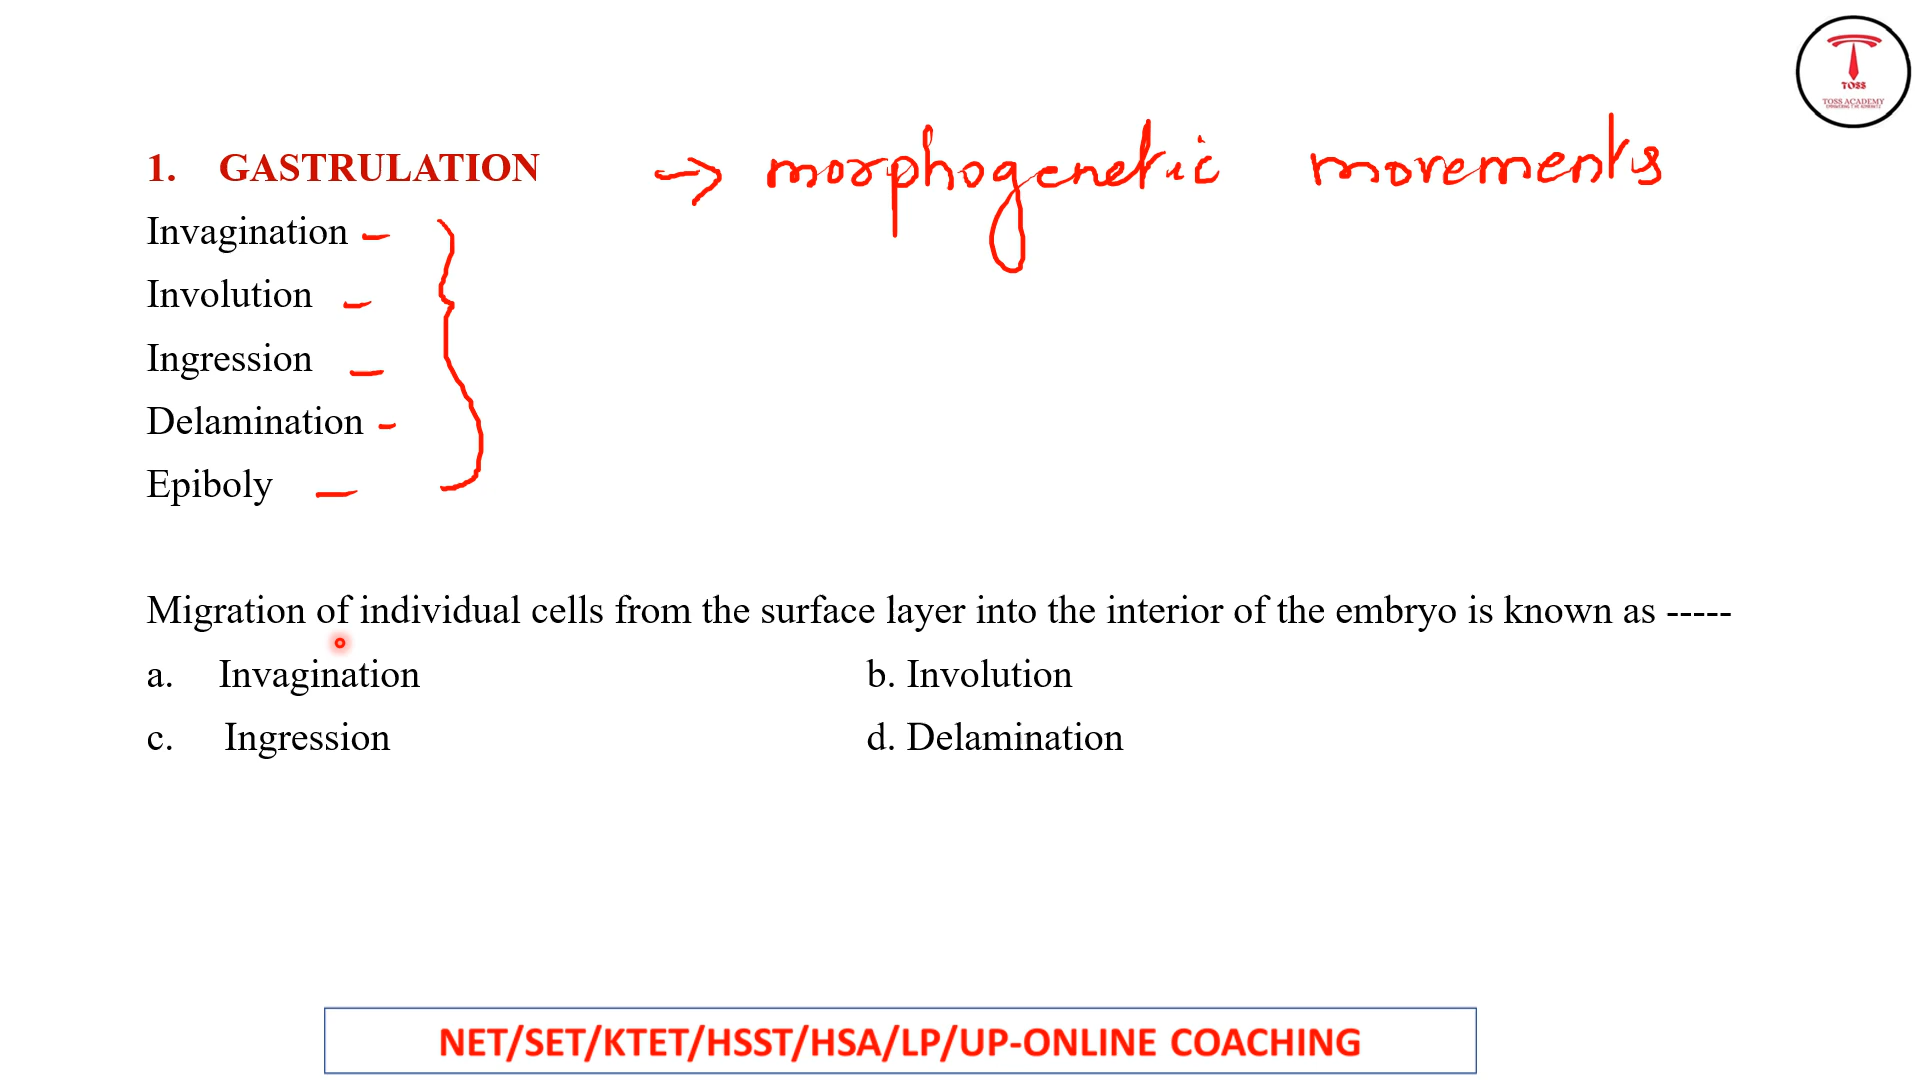 TOSS
TOSS ACADEMY
1. GASTRULATION → morphogenetic movements
Invagination -
Involution -
Ingression -
Delamination -
Epiboly -
Migration of individual cells from the surface layer into the interior of the embryo is known as -----
a. Invagination b. Involution
c. Ingression d. Delamination
NET/SET/KTET/HSST/HSA/LP/UP-ONLINE COACHING